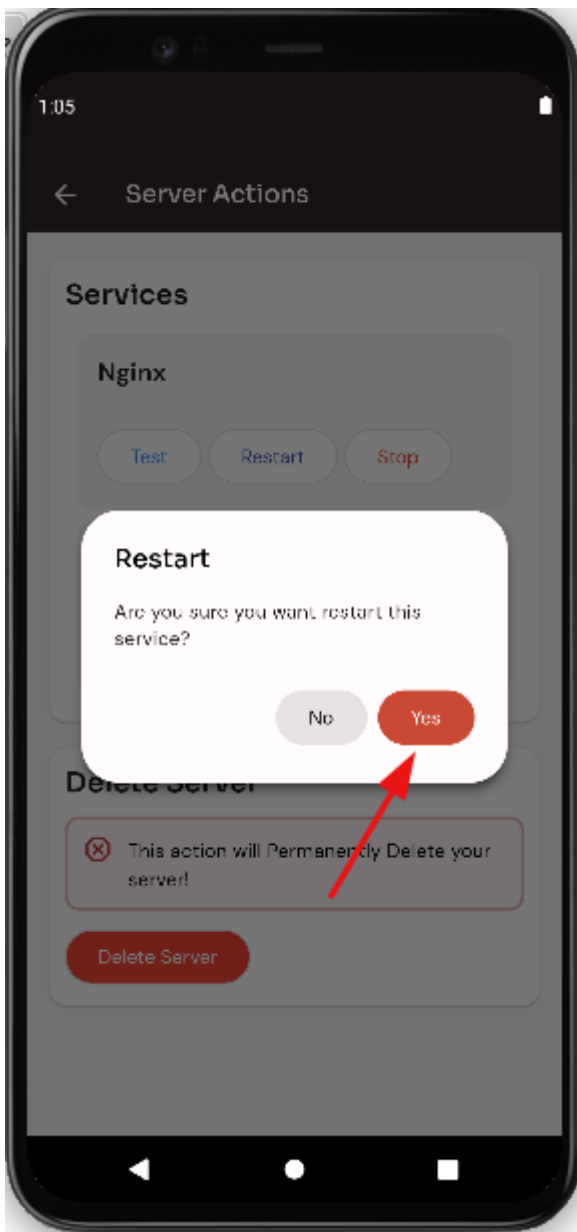 1:05
Server Actions
Services
Nginx
Test Restart Stop
Restart
Are you sure you want restart this
service?
No Yes
Delete Server
This action will Permanently Delete your
server!
Delete Server